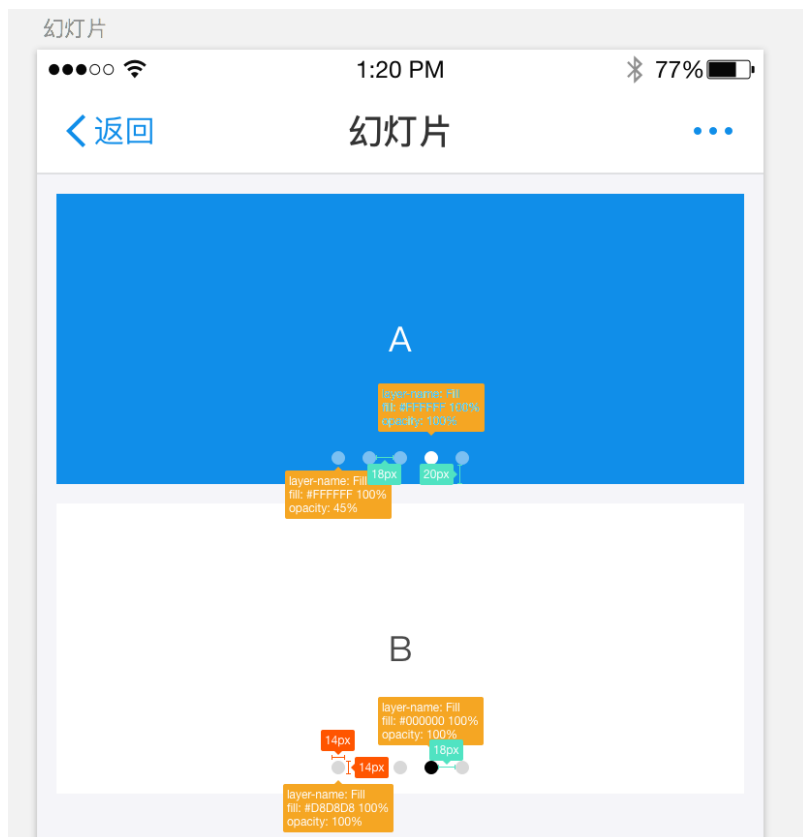 幻灯片
1:20 PM
77%
返回
幻灯片
A
layer-name: Fill
fill: #FFFFFF 100%
opacity: 100%
18px
20px
layer-name: Fill
fill: #FFFFFF 100%
opacity: 45%
B
layer-name: Fill
fill: #000000 100%
opacity: 100%
14px
18px
14px
layer-name: Fill
fill: #D8D8D8 100%
opacity: 100%